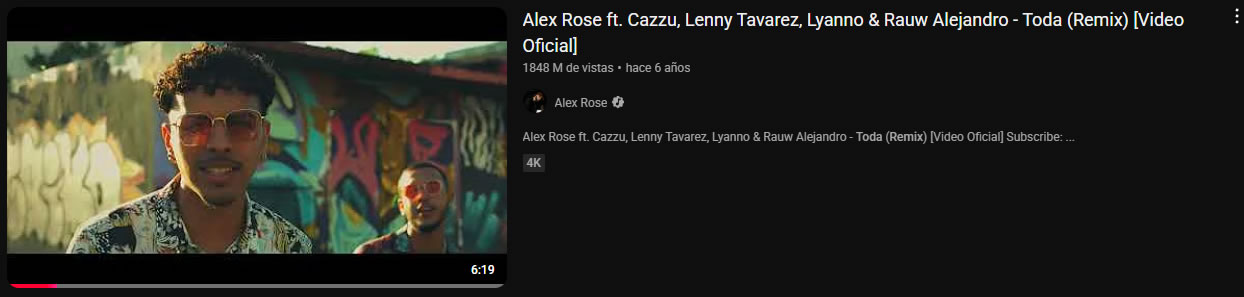 Alex Rose ft. Cazzu, Lenny Tavarez, Lyanno & Rauw Alejandro - Toda (Remix) [Video
Oficial]
1848 M de vistas • hace 6 años
Alex Rose
Alex Rose ft. Cazzu, Lenny Tavarez, Lyanno & Rauw Alejandro - Toda (Remix) [Video Oficial] Subscribe: ...
4K
6:19